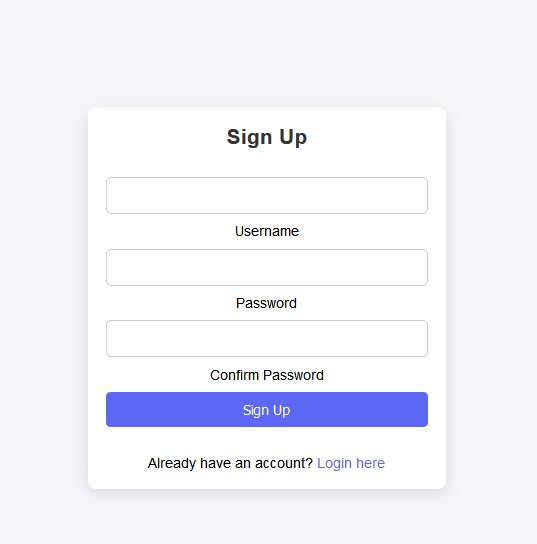 Sign Up
Username
Password
Confirm Password
Sign Up
Already have an account? Login here